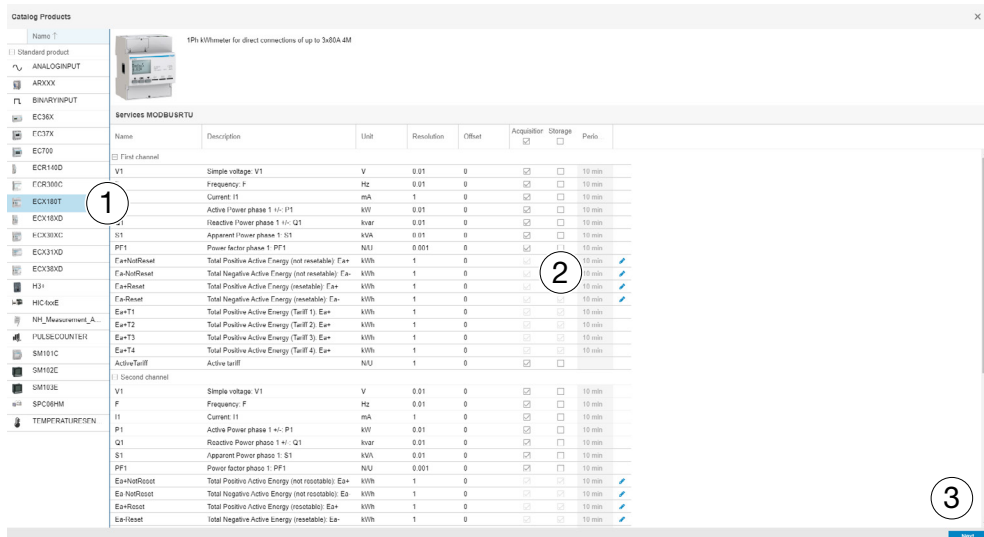 Catalog Products
Name ↑
Standard product
ANALOGINPUT
ARXXX
BINARYINPUT
EC36X
EC37X
EC700
ECR140D
ECR300C
ECX180T
ECX18XD
ECX30XC
ECX31XD
ECX38XD
H3+
NH_Measurement_A...
PULSECOUNTER
SM101C
SM102E
SM103E
SPC06HM
TEMPERATURESEN
1
1Ph kWhmeter for direct connections of up to 3x80A 4M
Services MODBUSRTU
Name Description Unit Resolution Offset Acquisition Storage Perio
First channel
V1 Simple voltage: V1 V 0.01 0 10 min
Frequency: F Hz 0.01 0 10 min
Current: I1 mA 1 0 10 min
Active Power phase 1 +/-: P1 kW 0.01 0 10 min
Q1 Reactive Power phase 1 +/-: Q1 kvar 0.01 0 10 min
S1 Apparent Power phase 1: S1 kVA 0.01 0 10 min
PF1 Power factor phase 1: PF1 N/U 0.001 0 10 min
Ea+NotReset Total Positive Active Energy (not resetable): Ea+ kWh 1 0 10 min
Ea-NotReset Total Negative Active Energy (not resetable): Ea- kWh 1 0 10 min
Ea+Reset Total Positive Active Energy (resetable): Ea+ kWh 1 0 10 min
Ea-Reset Total Negative Active Energy (resetable): Ea- kWh 1 0 10 min
Ea+T1 Total Positive Active Energy (Tariff 1): Ea+ kWh 1 0 10 min
Ea+T2 Total Positive Active Energy (Tariff 2): Ea+ kWh 1 0 10 min
Ea+T3 Total Positive Active Energy (Tariff 3): Ea+ kWh 1 0 10 min
Ea+T4 Total Positive Active Energy (Tariff 4): Ea+ kWh 1 0 10 min
ActiveTariff Active tariff N/U 1 0
2
Second channel
V1 Simple voltage: V1 V 0.01 0 10 min
F Frequency: F Hz 0.01 0 10 min
I1 Current: I1 mA 1 0 10 min
P1 Active Power phase 1 +/-: P1 kW 0.01 0 10 min
Q1 Reactive Power phase 1 +/-: Q1 kvar 0.01 0 10 min
S1 Apparent Power phase 1: S1 kVA 0.01 0 10 min
PF1 Power factor phase 1: PF1 N/U 0.001 0 10 min
Ea+NotReset Total Positive Active Energy (not resetable): Ea+ kWh 1 0 10 min
Ea-NotReset Total Negative Active Energy (not resetable): Ea- kWh 1 0 10 min
Ea+Reset Total Positive Active Energy (resetable): Ea+ kWh 1 0 10 min
Ea-Reset Total Negative Active Energy (resetable): Ea- kWh 1 0 10 min
3
Next